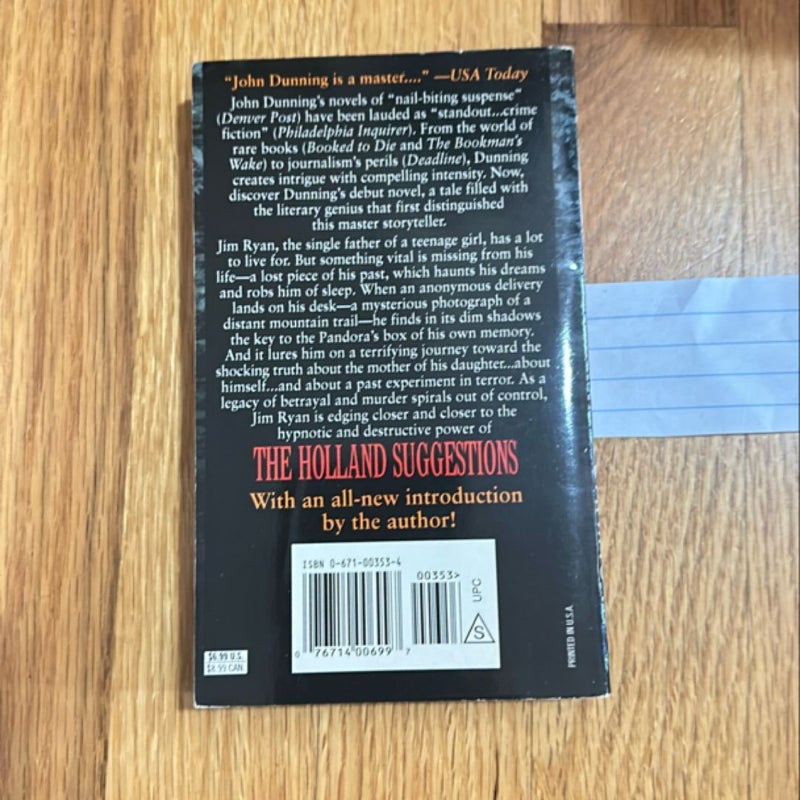 "John Dunning is a master...." —USA Today
John Dunning's novels of "nail-biting suspense"
(Denver Post) have been lauded as "standout...crime
fiction" (Philadelphia Inquirer). From the world of
rare books (Booked to Die and The Bookman's
Wake) to journalism's perils (Deadline), Dunning
creates intrigue with compelling intensity. Now,
discover Dunning's debut novel, a tale filled with
the literary genius that first distinguished
this master storyteller.
Jim Ryan, the single father of a teenage girl, has a lot
to live for. But something vital is missing from his
life—a lost piece of his past, which haunts his dreams
and robs him of sleep. When an anonymous delivery
lands on his desk—a mysterious photograph of a
distant mountain trail—he finds in its dim shadows
the key to the Pandora's box of his own memory.
And it lures him on a terrifying journey toward the
shocking truth about the mother of his daughter...about
himself...and about a past experiment in terror. As a
legacy of betrayal and murder spirals out of control,
Jim Ryan is edging closer and closer to the
hypnotic and destructive power of
THE HOLLAND SUGGESTIONS
With an all-new introduction
by the author!
ISBN 0-671-00353-4
00353>
UPC
S
0 76714 00699 7
$6.99 U.S.
$8.99 CAN
PRINTED IN U.S.A.